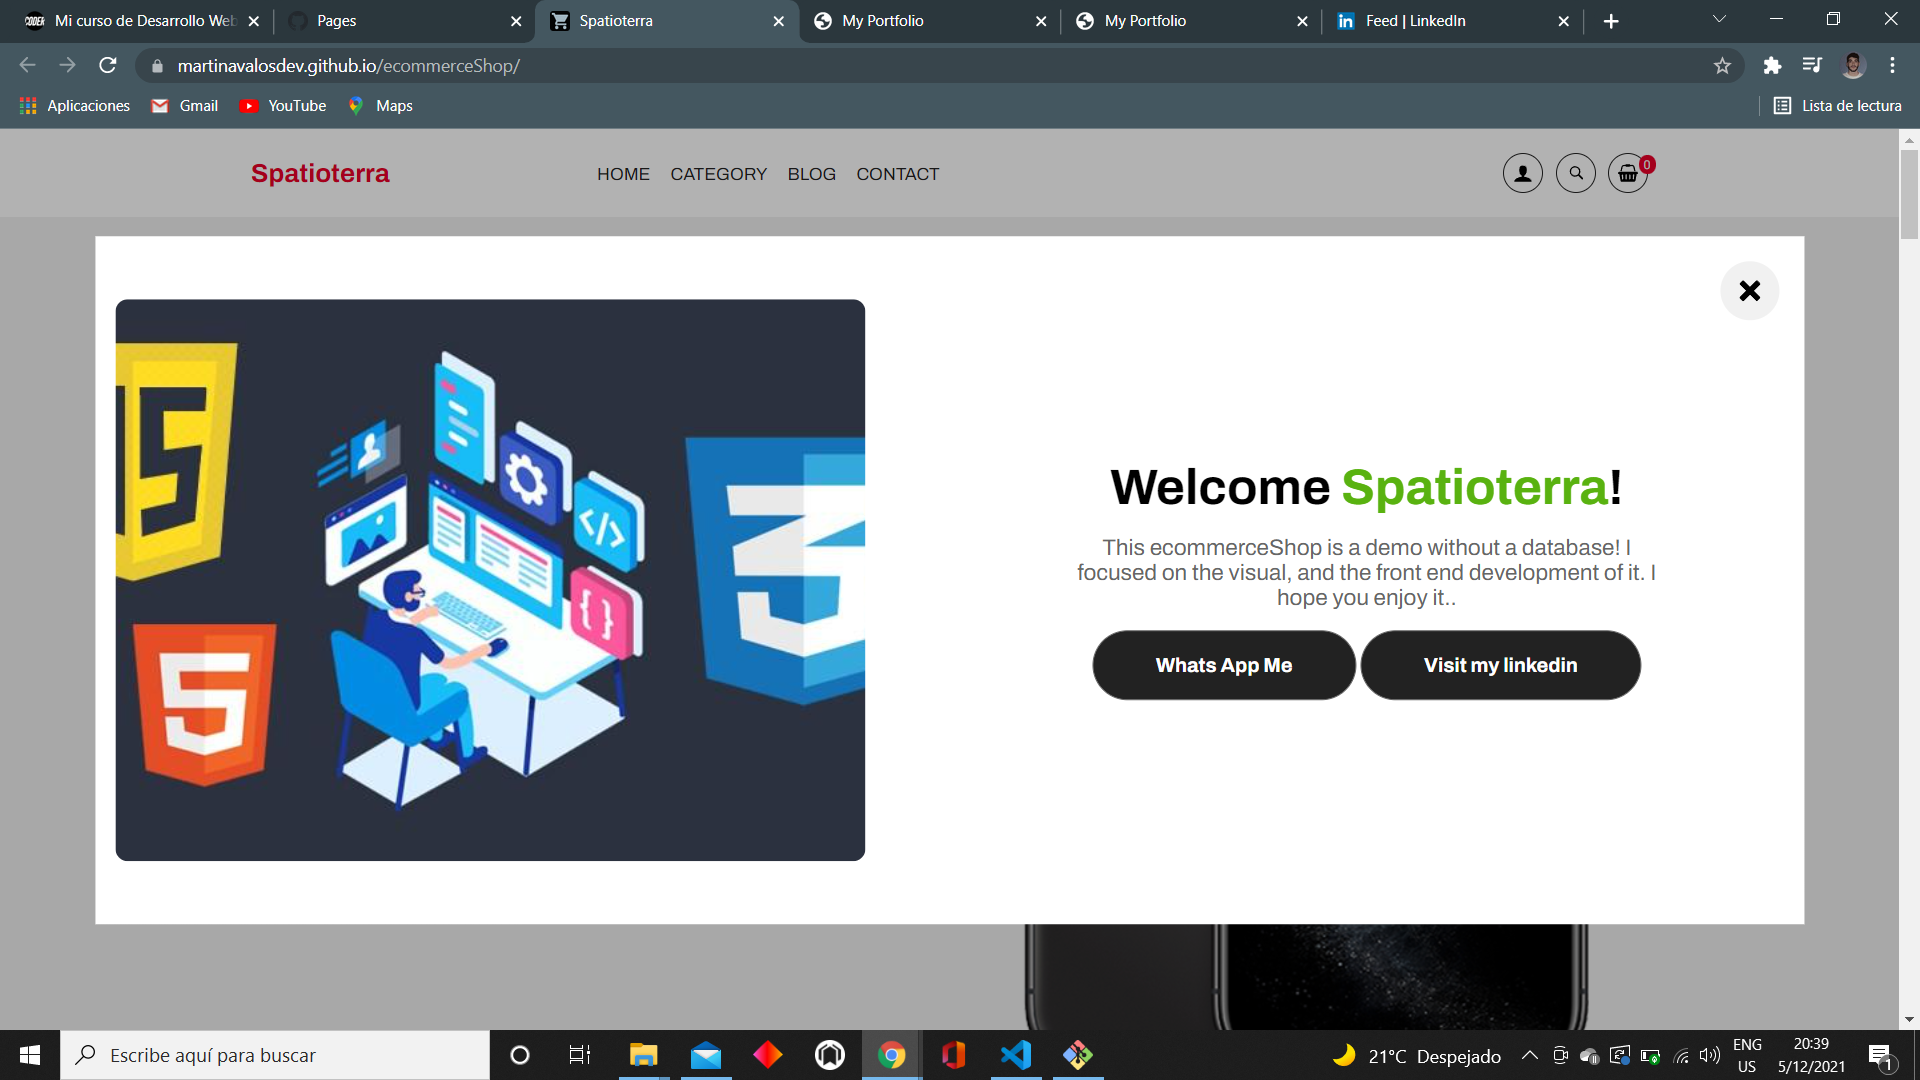 Mi curso de Desarrollo Web
Pages
Spatioterra
My Portfolio
My Portfolio
Feed | LinkedIn
martinavalosdev.github.io/ecommerceShop/
Aplicaciones
Gmail
YouTube
Maps
Lista de lectura
Spatioterra
HOME
CATEGORY
BLOG
CONTACT
0
Welcome Spatioterra!
This ecommerceShop is a demo without a database! I
focused on the visual, and the front end development of it. I
hope you enjoy it..
Whats App Me
Visit my linkedin
Escribe aquí para buscar
21°C Despejado
ENG
US
20:39
5/12/2021
1